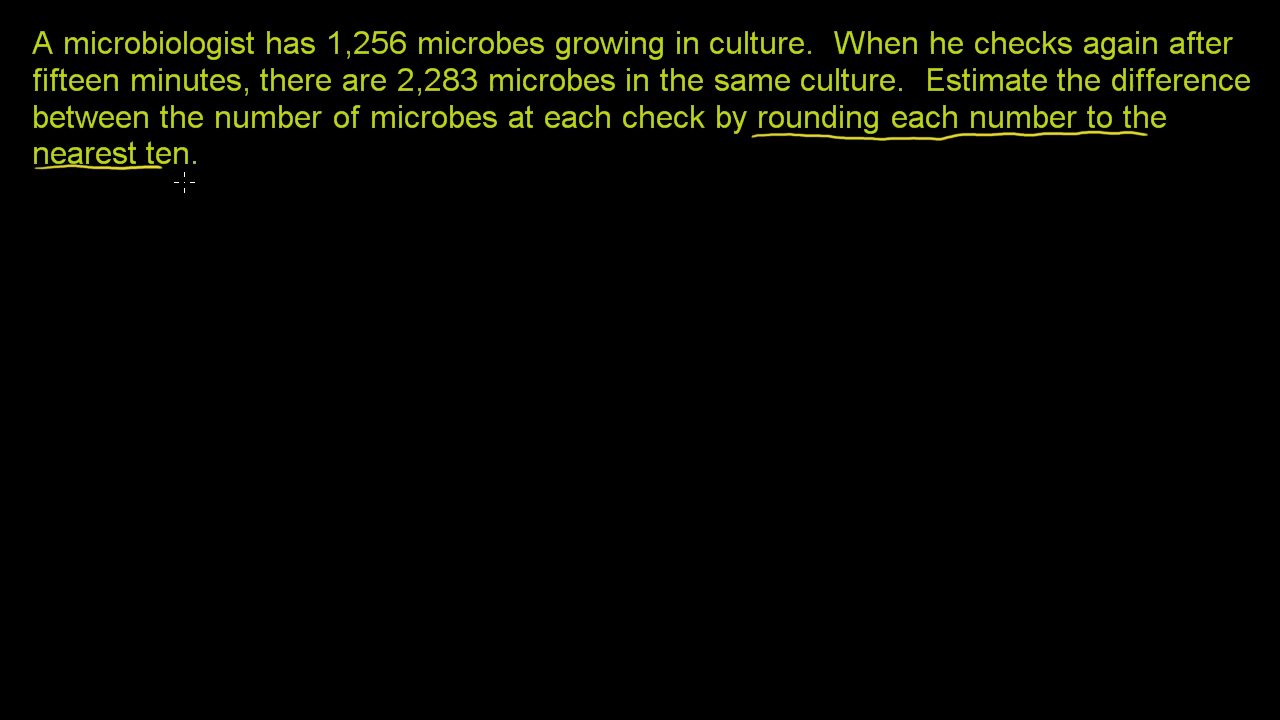 A microbiologist has 1,256 microbes growing in culture.  When he checks again after
fifteen minutes, there are 2,283 microbes in the same culture.  Estimate the difference
between the number of microbes at each check by rounding each number to the
nearest ten.